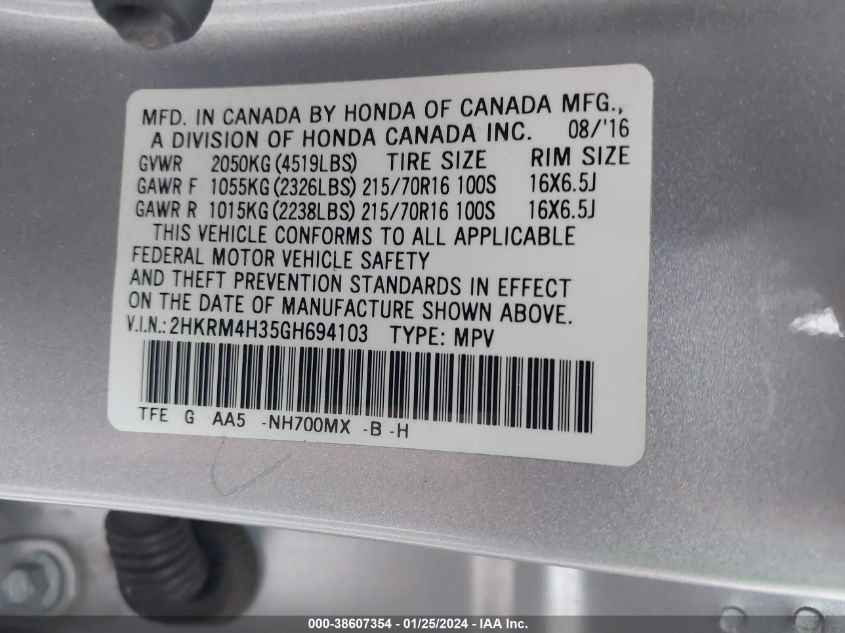 MFD. IN CANADA BY HONDA OF CANADA MFG.,
A DIVISION OF HONDA CANADA INC. 08/'16
GVWR 2050KG (4519LBS) TIRE SIZE RIM SIZE
GAWR F 1055KG (2326LBS) 215/70R16 100S 16X6.5J
GAWR R 1015KG (2238LBS) 215/70R16 100S 16X6.5J
THIS VEHICLE CONFORMS TO ALL APPLICABLE
FEDERAL MOTOR VEHICLE SAFETY
AND THEFT PREVENTION STANDARDS IN EFFECT
ON THE DATE OF MANUFACTURE SHOWN ABOVE.
V.I.N.: 2HKRM4H35GH694103 TYPE: MPV
TFE G AA5 -NH700MX -B -H
000-38607354 - 01/25/2024 - IAA Inc.